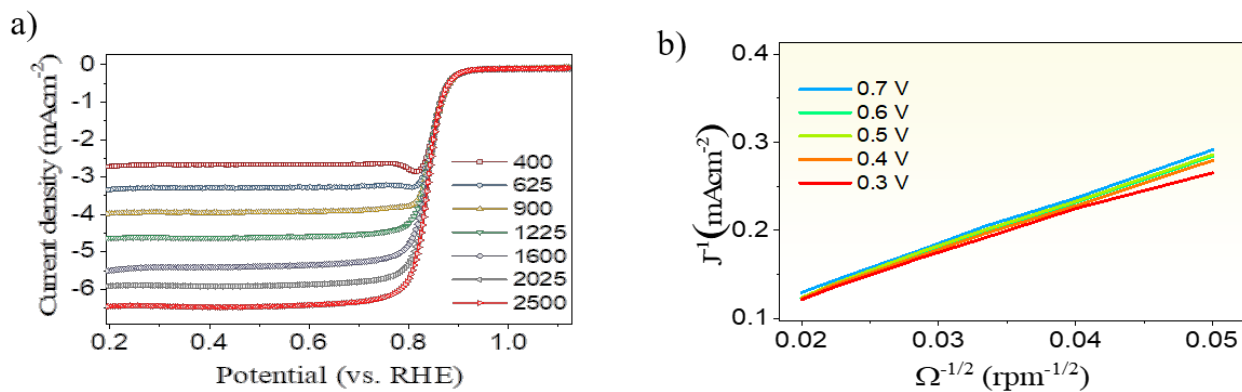 a)
Current density (mAcm⁻²)
0
-1
-2
-3
-4
-5
-6
400
625
900
1225
1600
2025
2500
0.2
0.4
0.6
0.8
1.0
Potential (vs. RHE)
b)
J⁻¹(mAcm⁻²)
0.4
0.3
0.2
0.1
0.7 V
0.6 V
0.5 V
0.4 V
0.3 V
0.02
0.03
0.04
0.05
Ω⁻¹/² (rpm⁻¹/²)